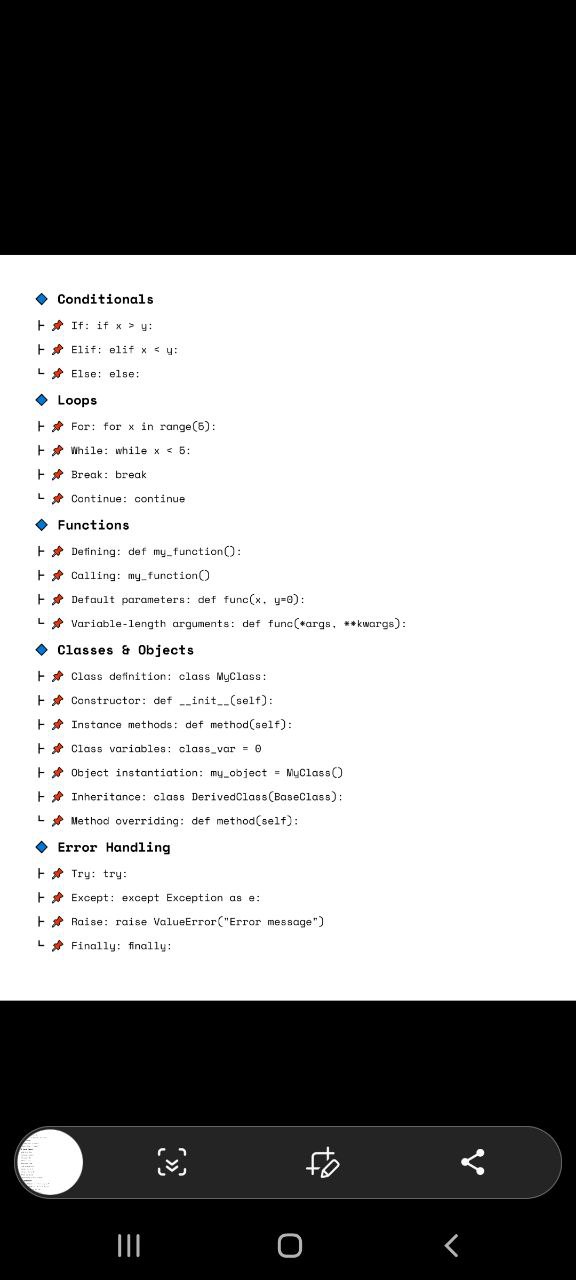 🔷 Conditionals
├ 📌 If: if x > y:
├ 📌 Elif: elif x < y:
└ 📌 Else: else:
🔷 Loops
├ 📌 For: for x in range(5):
├ 📌 While: while x < 5:
├ 📌 Break: break
└ 📌 Continue: continue
🔷 Functions
├ 📌 Defining: def my_function():
├ 📌 Calling: my_function()
├ 📌 Default parameters: def func(x, y=0):
└ 📌 Variable-length arguments: def func(*args, **kwargs):
🔷 Classes & Objects
├ 📌 Class definition: class MyClass:
├ 📌 Constructor: def __init__(self):
├ 📌 Instance methods: def method(self):
├ 📌 Class variables: class_var = 0
├ 📌 Object instantiation: my_object = MyClass()
├ 📌 Inheritance: class DerivedClass(BaseClass):
└ 📌 Method overriding: def method(self):
🔷 Error Handling
├ 📌 Try: try:
├ 📌 Except: except Exception as e:
├ 📌 Raise: raise ValueError("Error message")
└ 📌 Finally: finally: